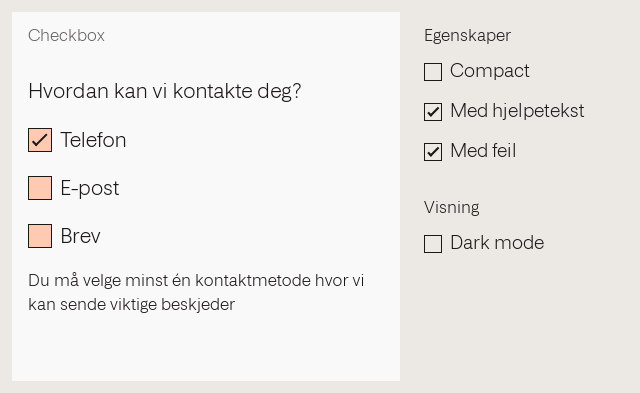 Checkbox
Hvordan kan vi kontakte deg?
Telefon
E-post
Brev
Du må velge minst én kontaktmetode hvor vi
kan sende viktige beskjeder
Egenskaper
Compact
Med hjelpetekst
Med feil
Visning
Dark mode